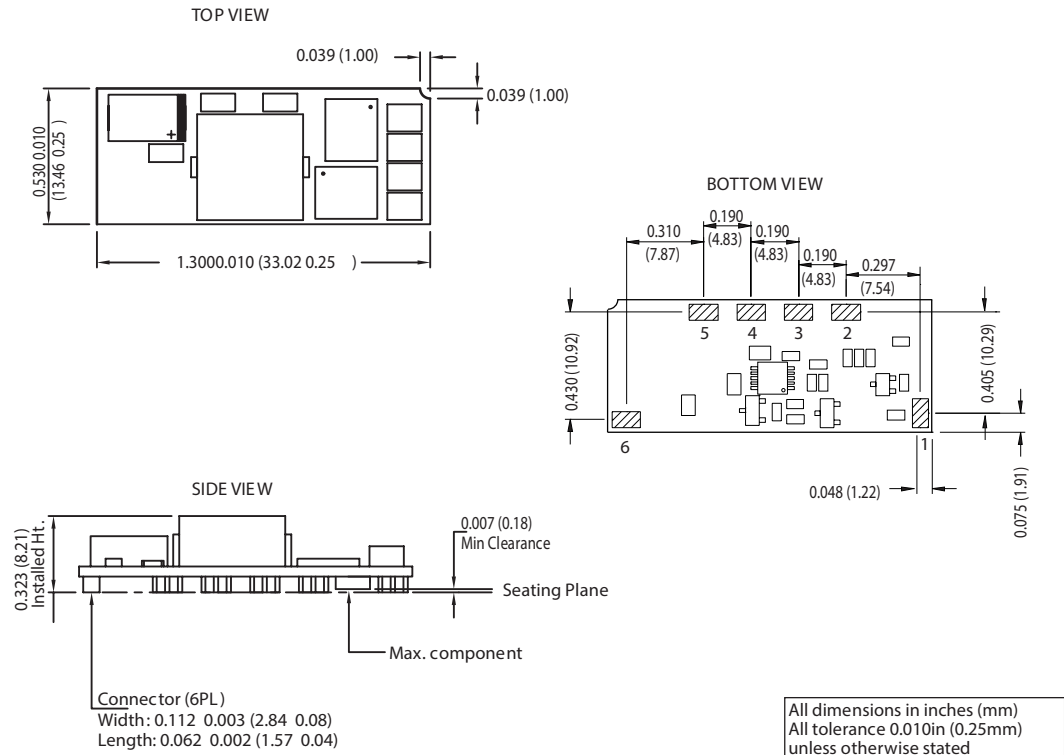 TOP VIEW
0.039 (1.00)
0.039 (1.00)
0.530 0.010
(13.46 0.25 )
+
1.3000.010 (33.02 0.25 )
BOTTOM VIEW
0.190
(4.83)
0.310
(7.87)
0.190
(4.83)
0.190
(4.83)
0.297
(7.54)
5 4 3 2
0.430 (10.92)
0.405 (10.29)
6
1
0.048 (1.22)
0.075 (1.91)
SIDE VIEW
0.323 (8.21)
Installed Ht.
0.007 (0.18)
Min Clearance
Seating Plane
Max. component
Connector (6PL)
Width: 0.112 0.003 (2.84 0.08)
Length: 0.062 0.002 (1.57 0.04)
All dimensions in inches (mm)
All tolerance 0.010in (0.25mm)
unless otherwise stated